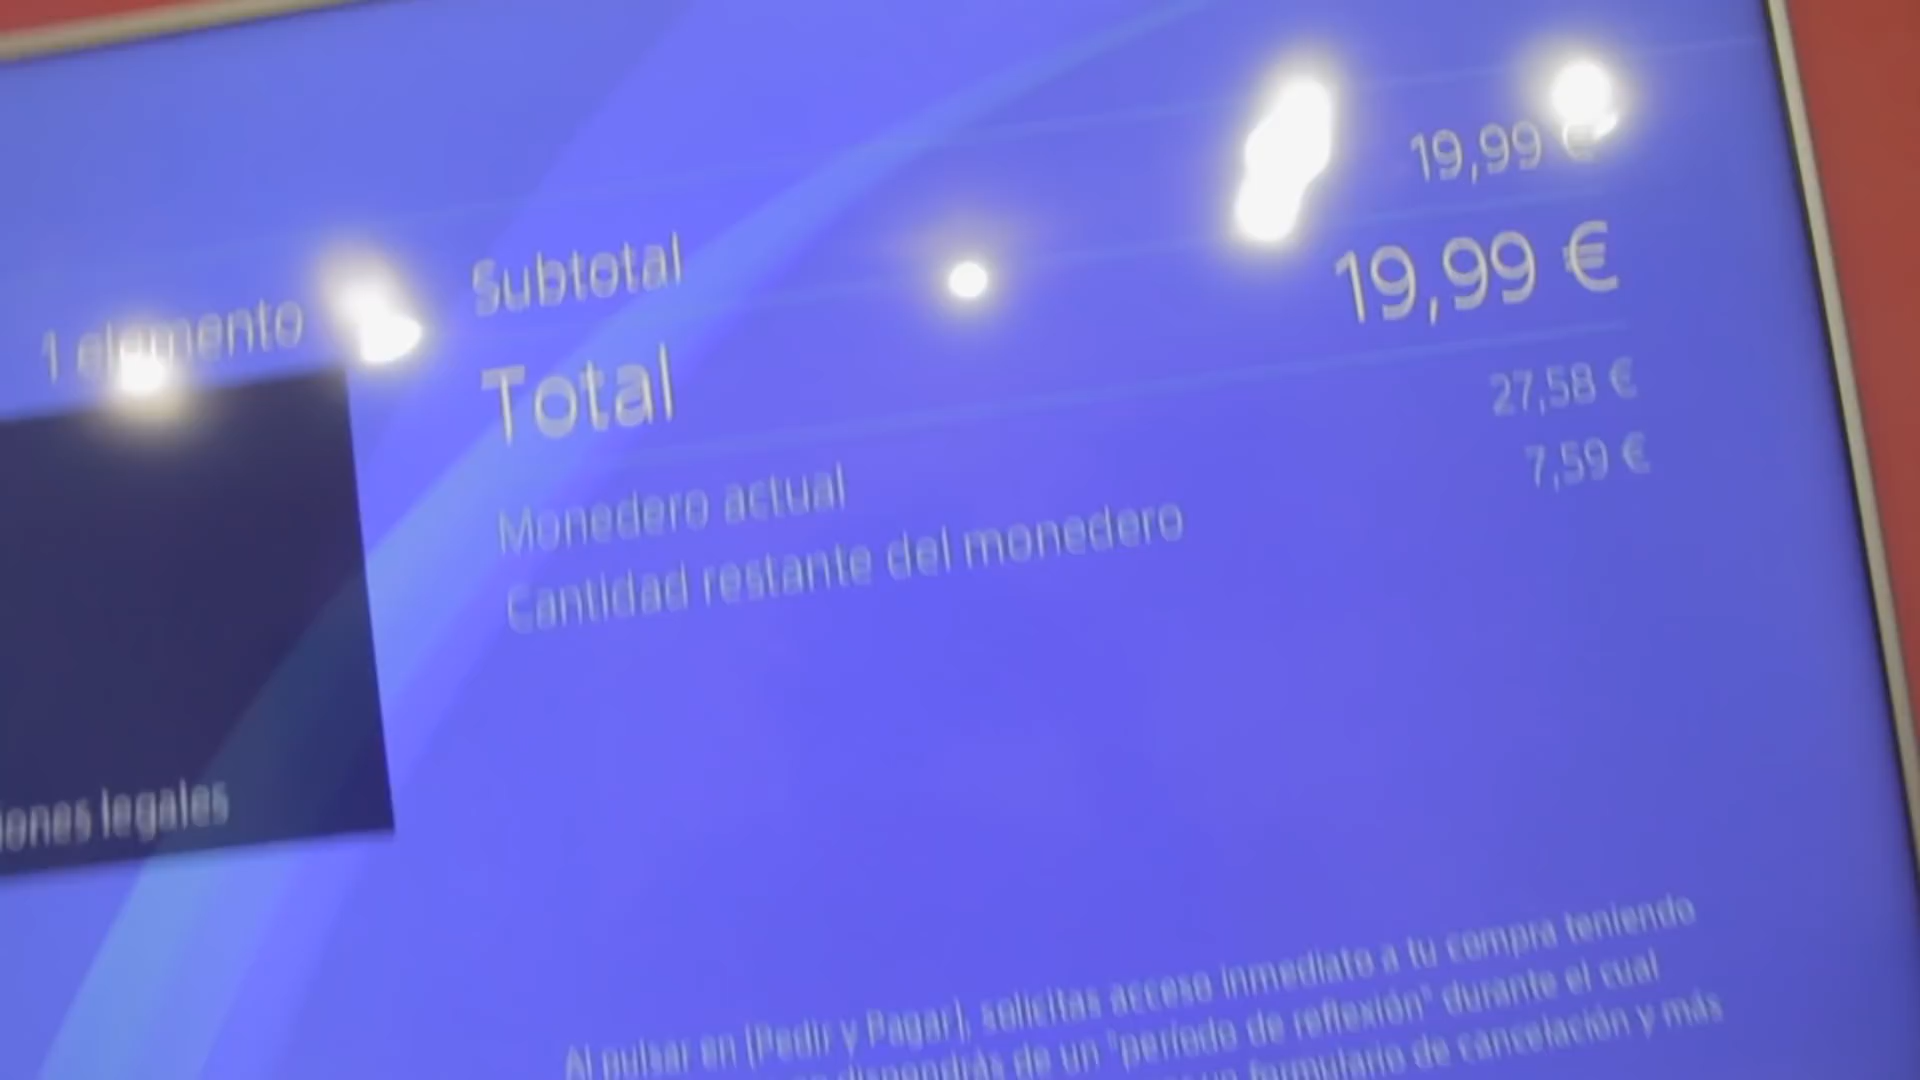 1 elemento
Subtotal 19,99 €
Total 19,99 €
Monedero actual 27,58 €
Cantidad restante del monedero 7,59 €
iones legales
Al pulsar en [Pedir y Pagar], solicitas acceso inmediato a tu compra teniendo
dispondrás de un "período de reflexión" durante el cual
un formulario de cancelación y más